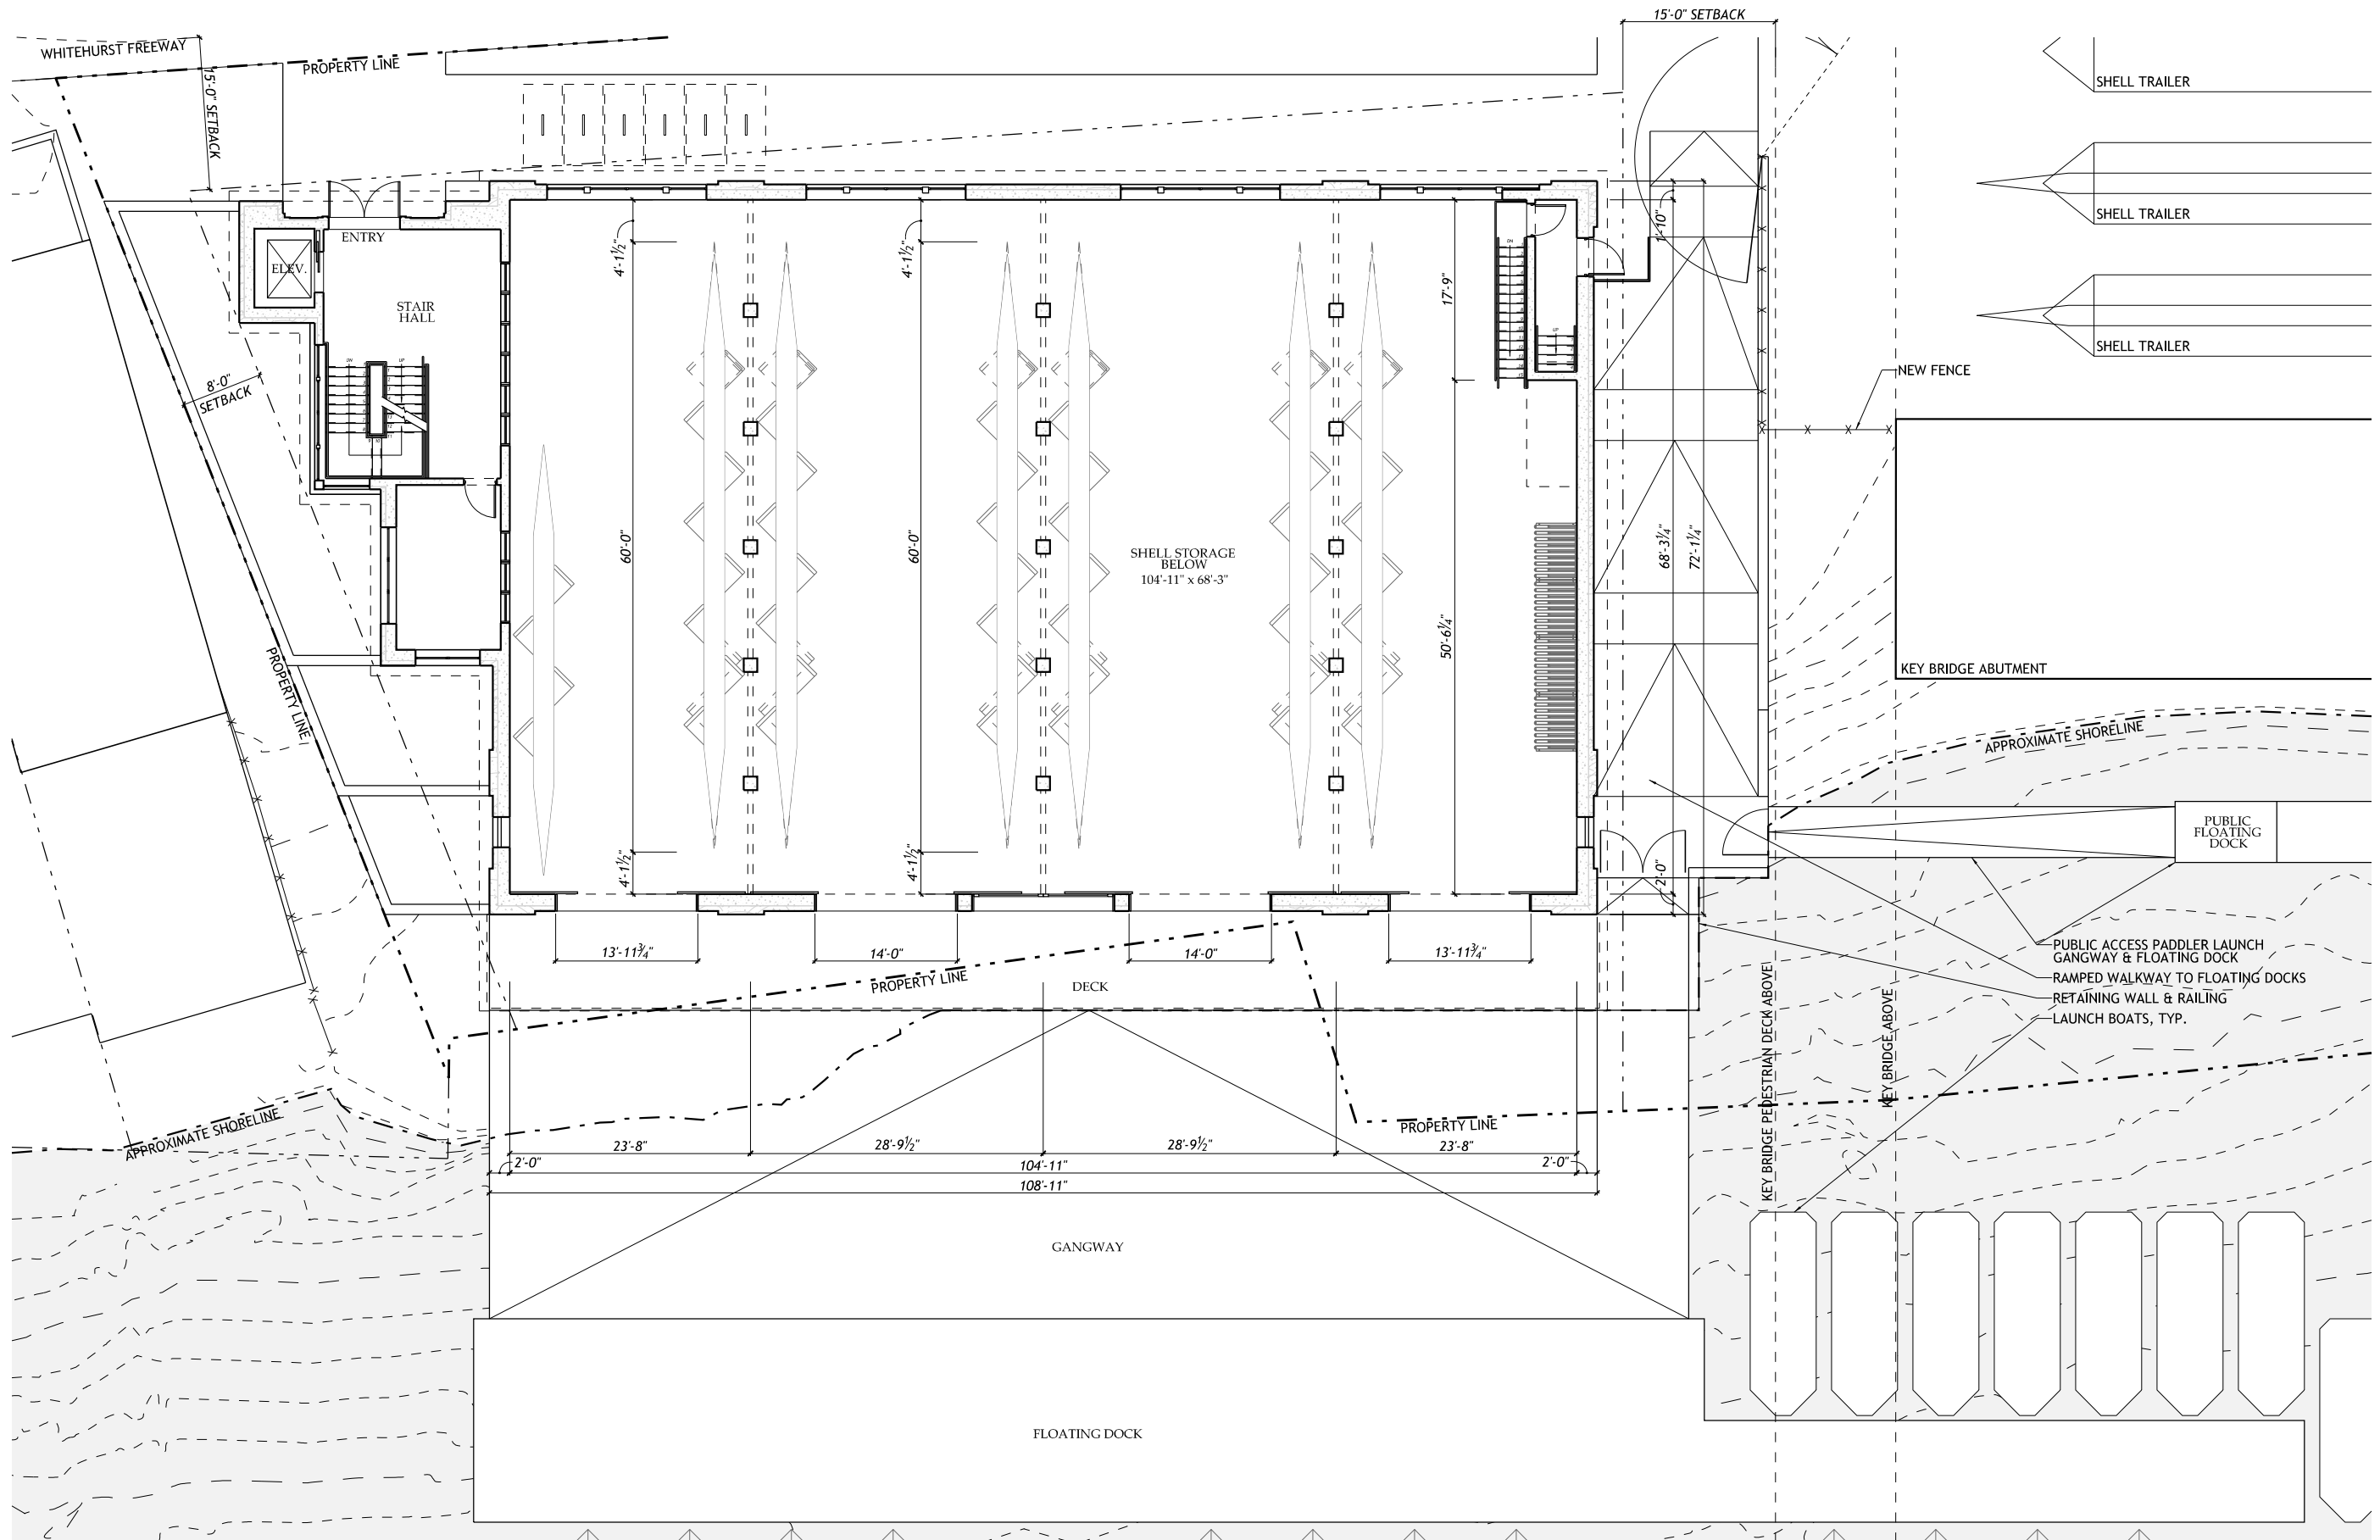 15'-0" SETBACK
WHITEHURST FREEWAY
PROPERTY LINE
15'-0" SETBACK
SHELL TRAILER
SHELL TRAILER
SHELL TRAILER
ENTRY
ELEV.
STAIR
HALL
DN
UP
8'-0"
SETBACK
4'-1½"
4'-1½"
17'-9"
1'-10"
DN
UP
NEW FENCE
60'-0"
60'-0"
SHELL STORAGE
BELOW
104'-11" x 68'-3"
50'-6¼"
68'-3¼"
72'-1¼"
KEY BRIDGE ABUTMENT
PROPERTY LINE
APPROXIMATE SHORELINE
PUBLIC
FLOATING
DOCK
4'-1½"
4'-1½"
2'-0"
13'-11¾"
14'-0"
14'-0"
13'-11¾"
PROPERTY LINE
DECK
PUBLIC ACCESS PADDLER LAUNCH
GANGWAY & FLOATING DOCK
RAMPED WALKWAY TO FLOATING DOCKS
RETAINING WALL & RAILING
LAUNCH BOATS, TYP.
KEY BRIDGE PEDESTRIAN DECK ABOVE
KEY BRIDGE ABOVE
APPROXIMATE SHORELINE
PROPERTY LINE
23'-8"
28'-9½"
28'-9½"
23'-8"
2'-0"
104'-11"
2'-0"
108'-11"
GANGWAY
FLOATING DOCK